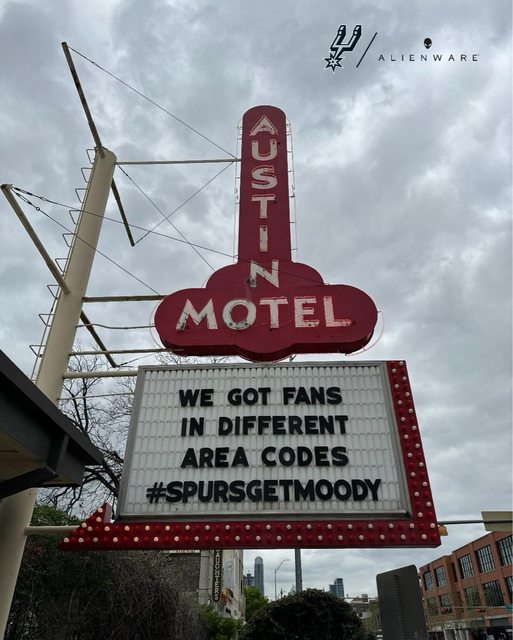 ALIENWARE
AUSTIN
MOTEL
WE GOT FANS
IN DIFFERENT
AREA CODES
#SPURSGETMOODY